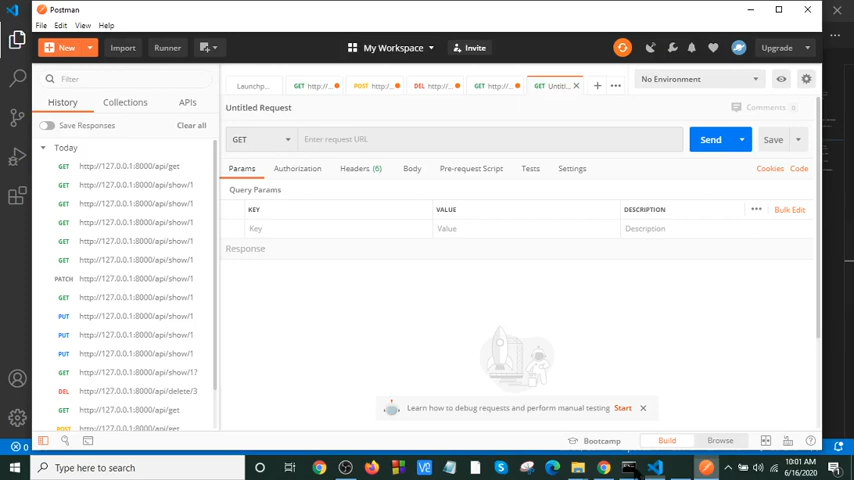 Postman
File Edit View Help
New Import Runner My Workspace Invite Upgrade
Filter
History Collections APIs
Save Responses Clear all
Today
GET http://127.0.0.1:8000/api/get
GET http://127.0.0.1:8000/api/show/1
GET http://127.0.0.1:8000/api/show/1
GET http://127.0.0.1:8000/api/show/1
GET http://127.0.0.1:8000/api/show/1
GET http://127.0.0.1:8000/api/show/1
PATCH http://127.0.0.1:8000/api/show/1
GET http://127.0.0.1:8000/api/show/1
PUT http://127.0.0.1:8000/api/show/1
PUT http://127.0.0.1:8000/api/show/1
PUT http://127.0.0.1:8000/api/show/1
GET http://127.0.0.1:8000/api/show/1?
DEL http://127.0.0.1:8000/api/delete/3
GET http://127.0.0.1:8000/api/get
POST http://127.0.0.1:8000/api/get
Launchp... GET http://... POST http:/... DEL http://... GET http://... GET Untitl...
No Environment
Untitled Request
Comments 0
GET Enter request URL Send Save
Params Authorization Headers (6) Body Pre-request Script Tests Settings Cookies Code
Query Params
KEY VALUE DESCRIPTION Bulk Edit
Key Value Description
Response
Learn how to debug requests and perform manual testing Start
Bootcamp Build Browse
0
Type here to search
10:01 AM
6/16/2020